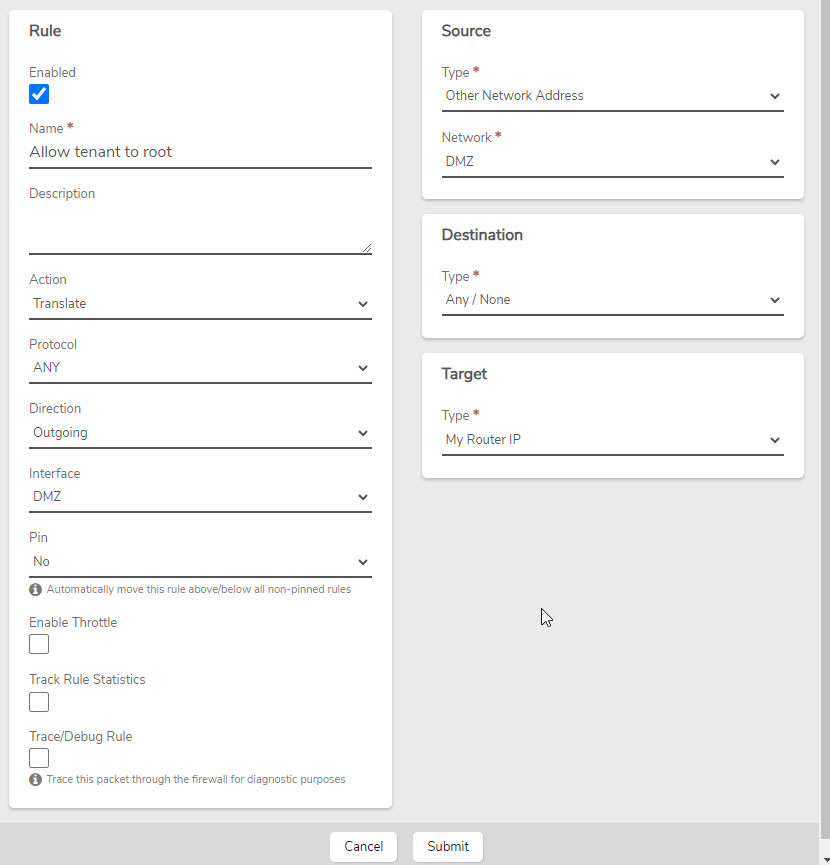 Rule
Enabled
Name *
Allow tenant to root
Description
Action
Translate
Protocol
ANY
Direction
Outgoing
Interface
DMZ
Pin
No
Automatically move this rule above/below all non-pinned rules
Enable Throttle
Track Rule Statistics
Trace/Debug Rule
Trace this packet through the firewall for diagnostic purposes
Source
Type *
Other Network Address
Network *
DMZ
Destination
Type *
Any / None
Target
Type *
My Router IP
Cancel
Submit